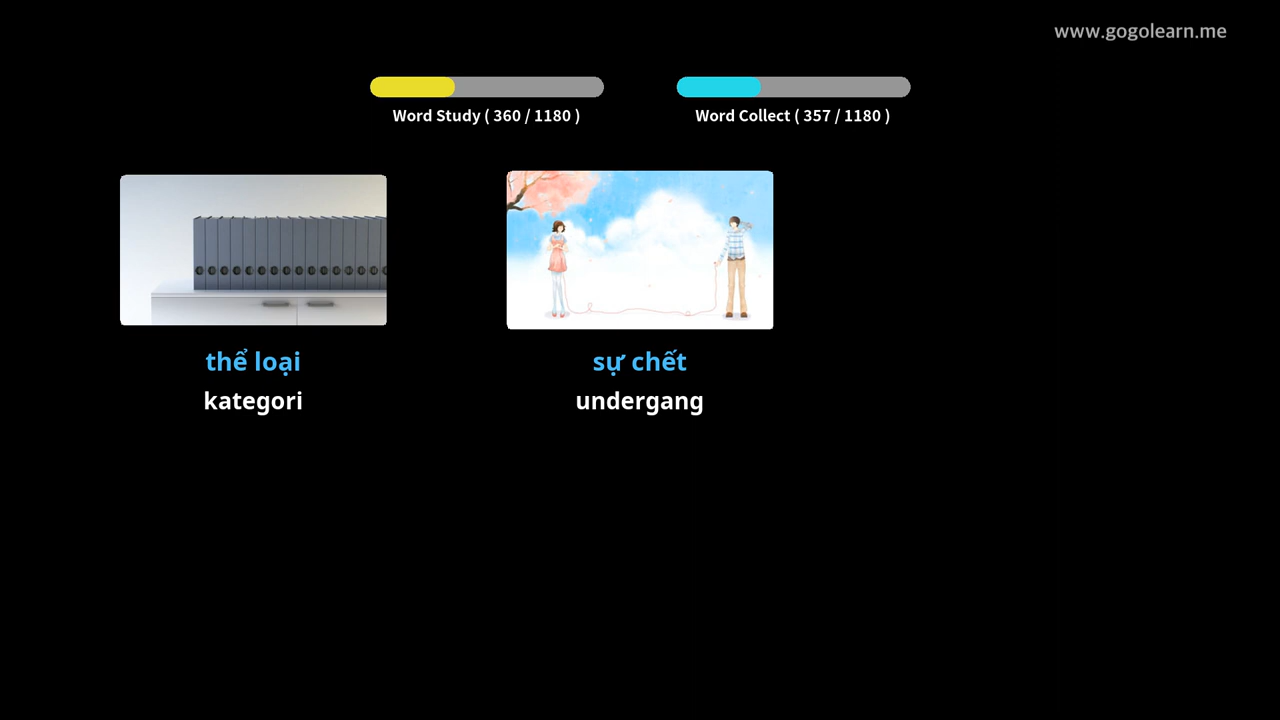 www.gogolearn.me
Word Study ( 360 / 1180 )
Word Collect ( 357 / 1180 )
thể loại
kategori
sự chết
undergang